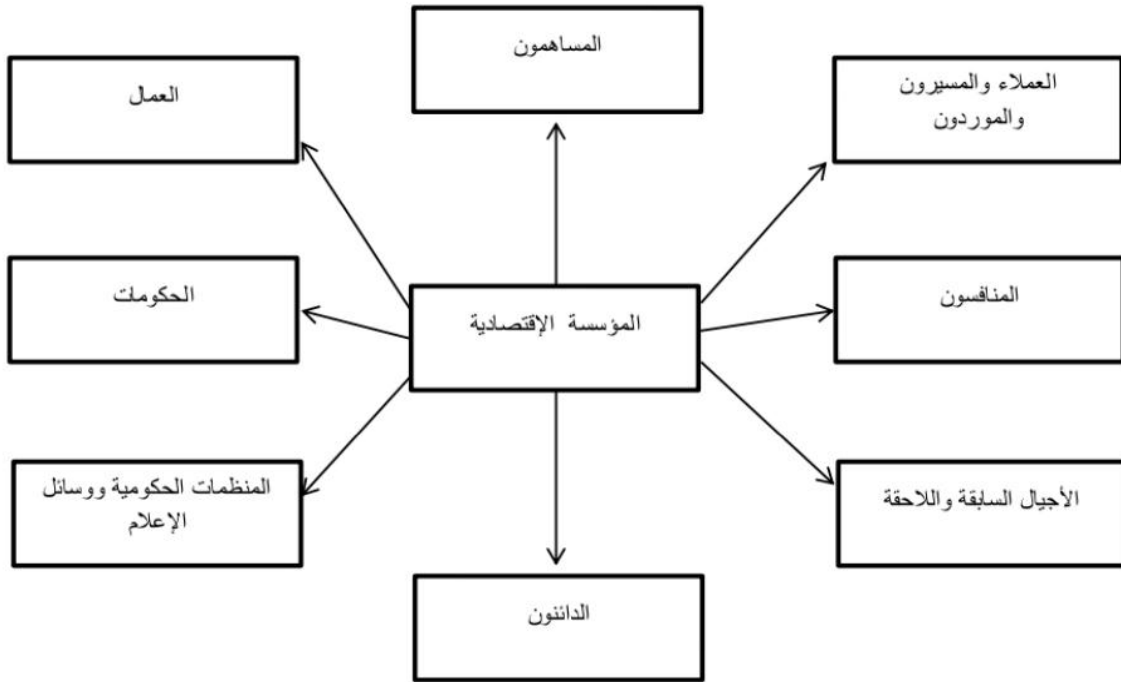 المساهمون
العملاء والمسيرون
والموردون
العمال
المنافسون
المؤسسة الإقتصادية
الحكومات
الأجيال السابقة واللاحقة
المنظمات الحكومية ووسائل
الإعلام
الدائنون